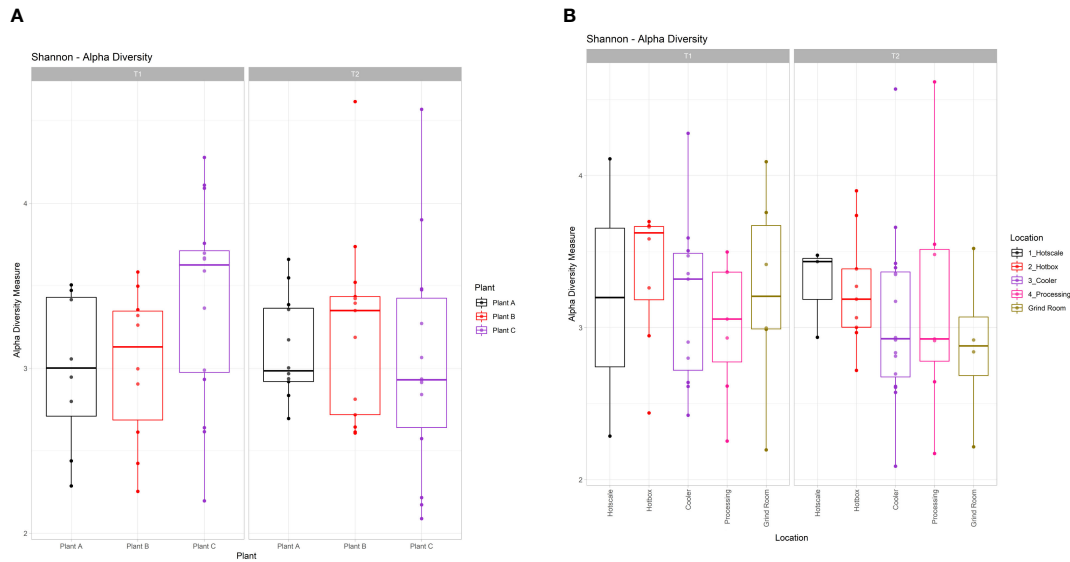 A
Shannon - Alpha Diversity
T1
T2
Alpha Diversity Measure
4
3
2
Plant A
Plant B
Plant C
Plant A
Plant B
Plant C
Plant
Plant
Plant A
Plant B
Plant C
B
Shannon - Alpha Diversity
T1
T2
Alpha Diversity Measure
4
3
2
Hotscale
Hotbox
Cooler
Processing
Grind Room
Hotscale
Hotbox
Cooler
Processing
Grind Room
Location
Location
1_Hotscale
2_Hotbox
3_Cooler
4_Processing
Grind Room